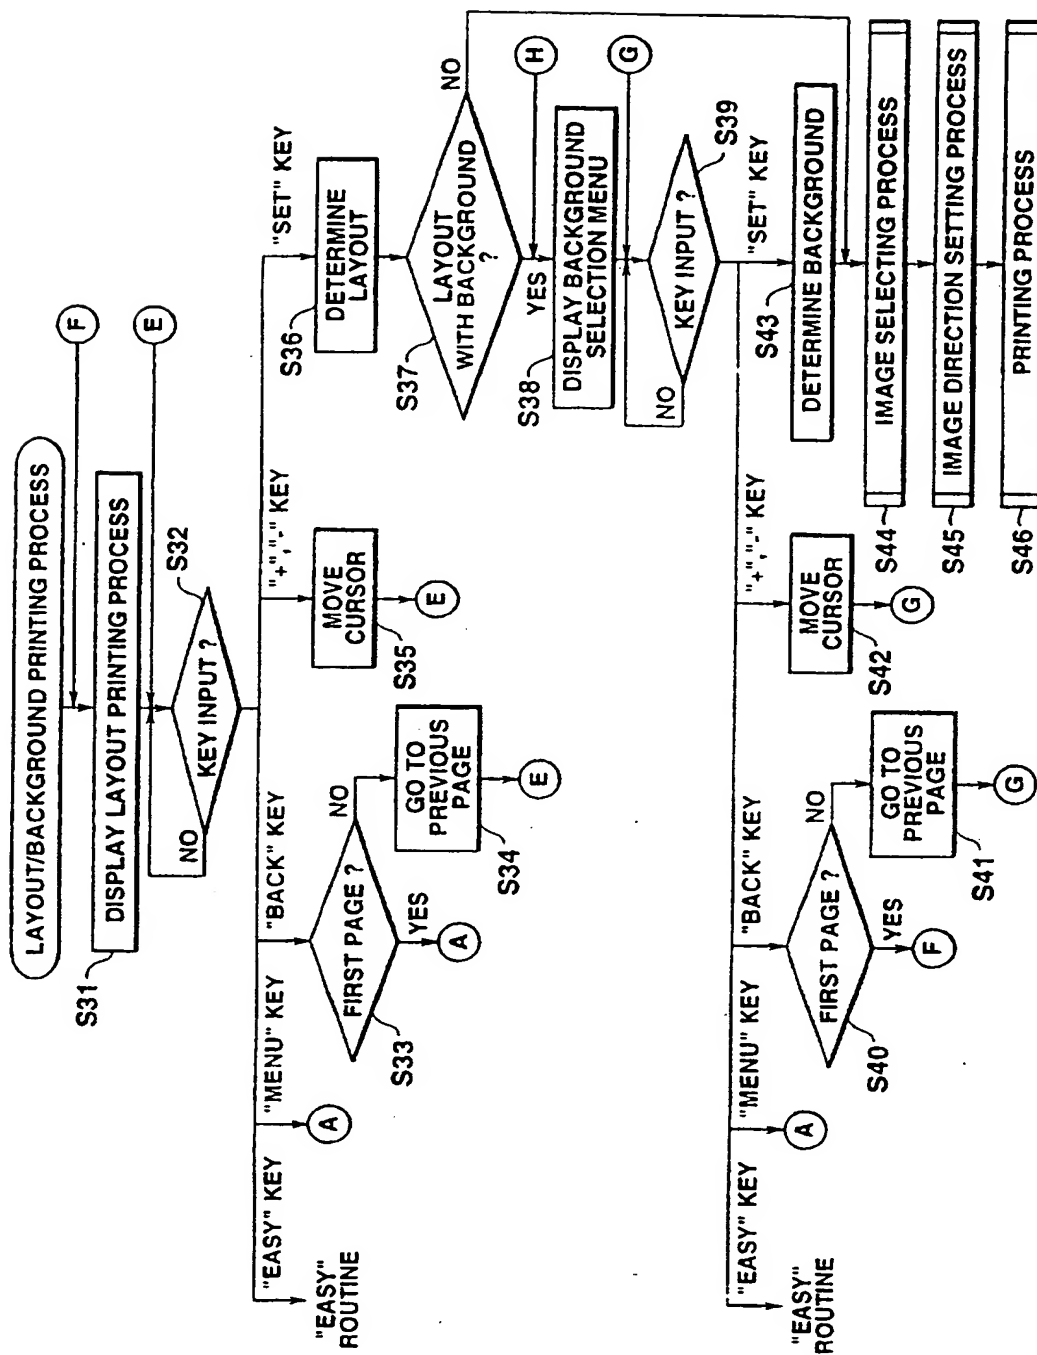 LAYOUT/BACKGROUND PRINTING PROCESS
F
S31
DISPLAY LAYOUT PRINTING PROCESS
E
S32
KEY INPUT ?
NO
"EASY" KEY
"MENU" KEY
"BACK" KEY
"+","-" KEY
"SET" KEY
"EASY"
ROUTINE
A
S33
FIRST PAGE ?
NO
YES
A
S34
GO TO
PREVIOUS
PAGE
E
S35
MOVE
CURSOR
E
S36
DETERMINE
LAYOUT
S37
LAYOUT
WITH BACKGROUND
?
NO
YES
H
S38
DISPLAY BACKGROUND
SELECTION MENU
G
S39
KEY INPUT ?
NO
"EASY" KEY
"MENU" KEY
"BACK" KEY
"+","-" KEY
"SET" KEY
"EASY"
ROUTINE
A
S40
FIRST PAGE ?
NO
YES
F
S41
GO TO
PREVIOUS
PAGE
G
S42
MOVE
CURSOR
G
S43
DETERMINE BACKGROUND
S44
IMAGE SELECTING PROCESS
S45
IMAGE DIRECTION SETTING PROCESS
S46
PRINTING PROCESS